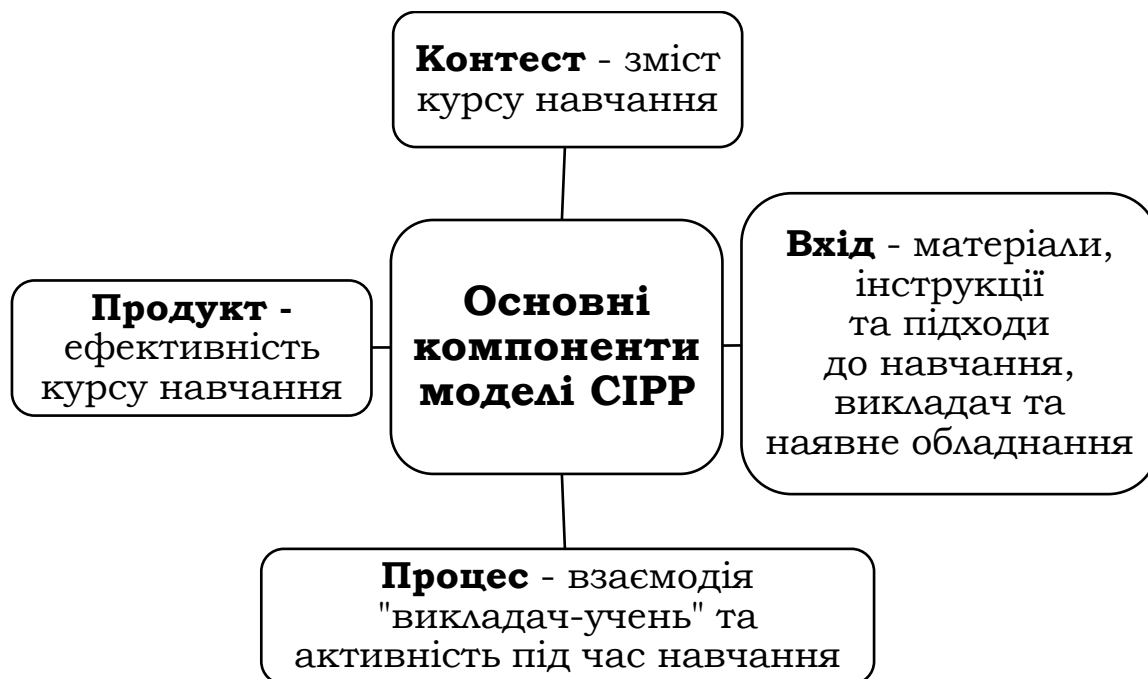 Контест - зміст
курсу навчання
Продукт -
ефективність
курсу навчання
Основні
компоненти
моделі CIPP
Вхід - матеріали,
інструкції
та підходи
до навчання,
викладач та
наявне обладнання
Процес - взаємодія
"викладач-учень" та
активність під час навчання